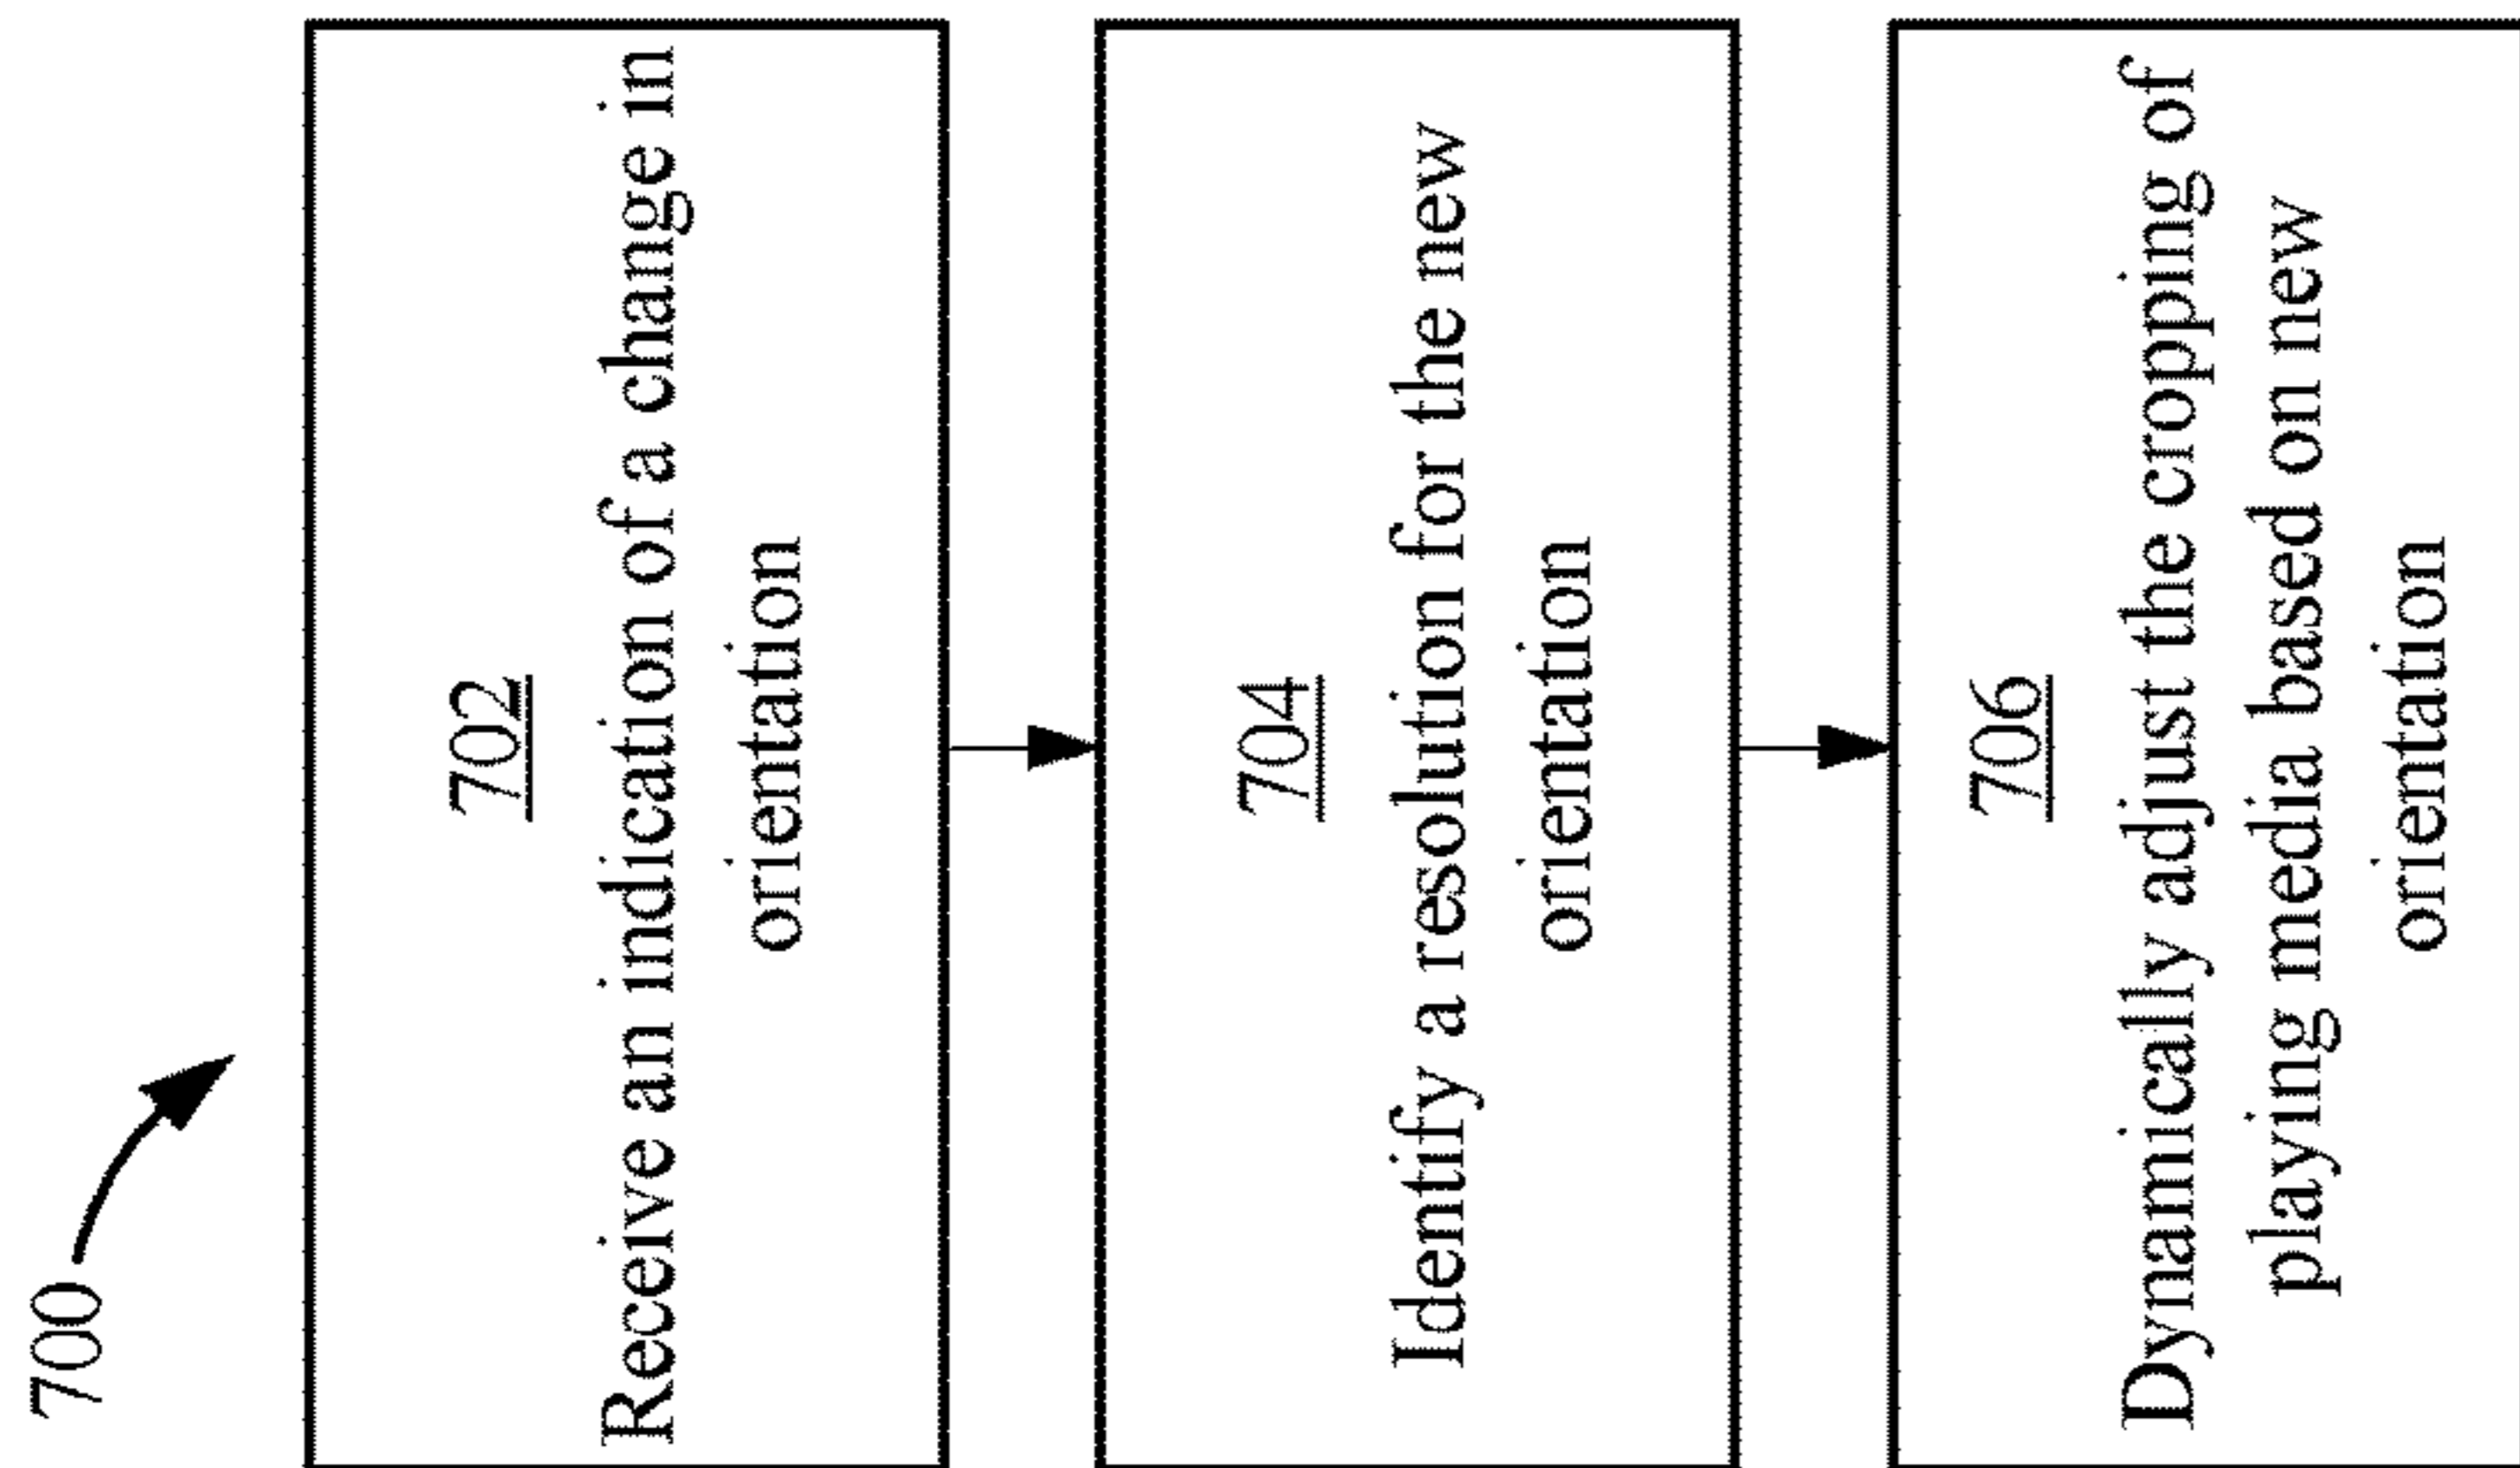 700
702
Receive an indication of a change in
orientation
704
Identify a resolution for the new
orientation
706
Dynamically adjust the cropping of
playing media based on new
orientation